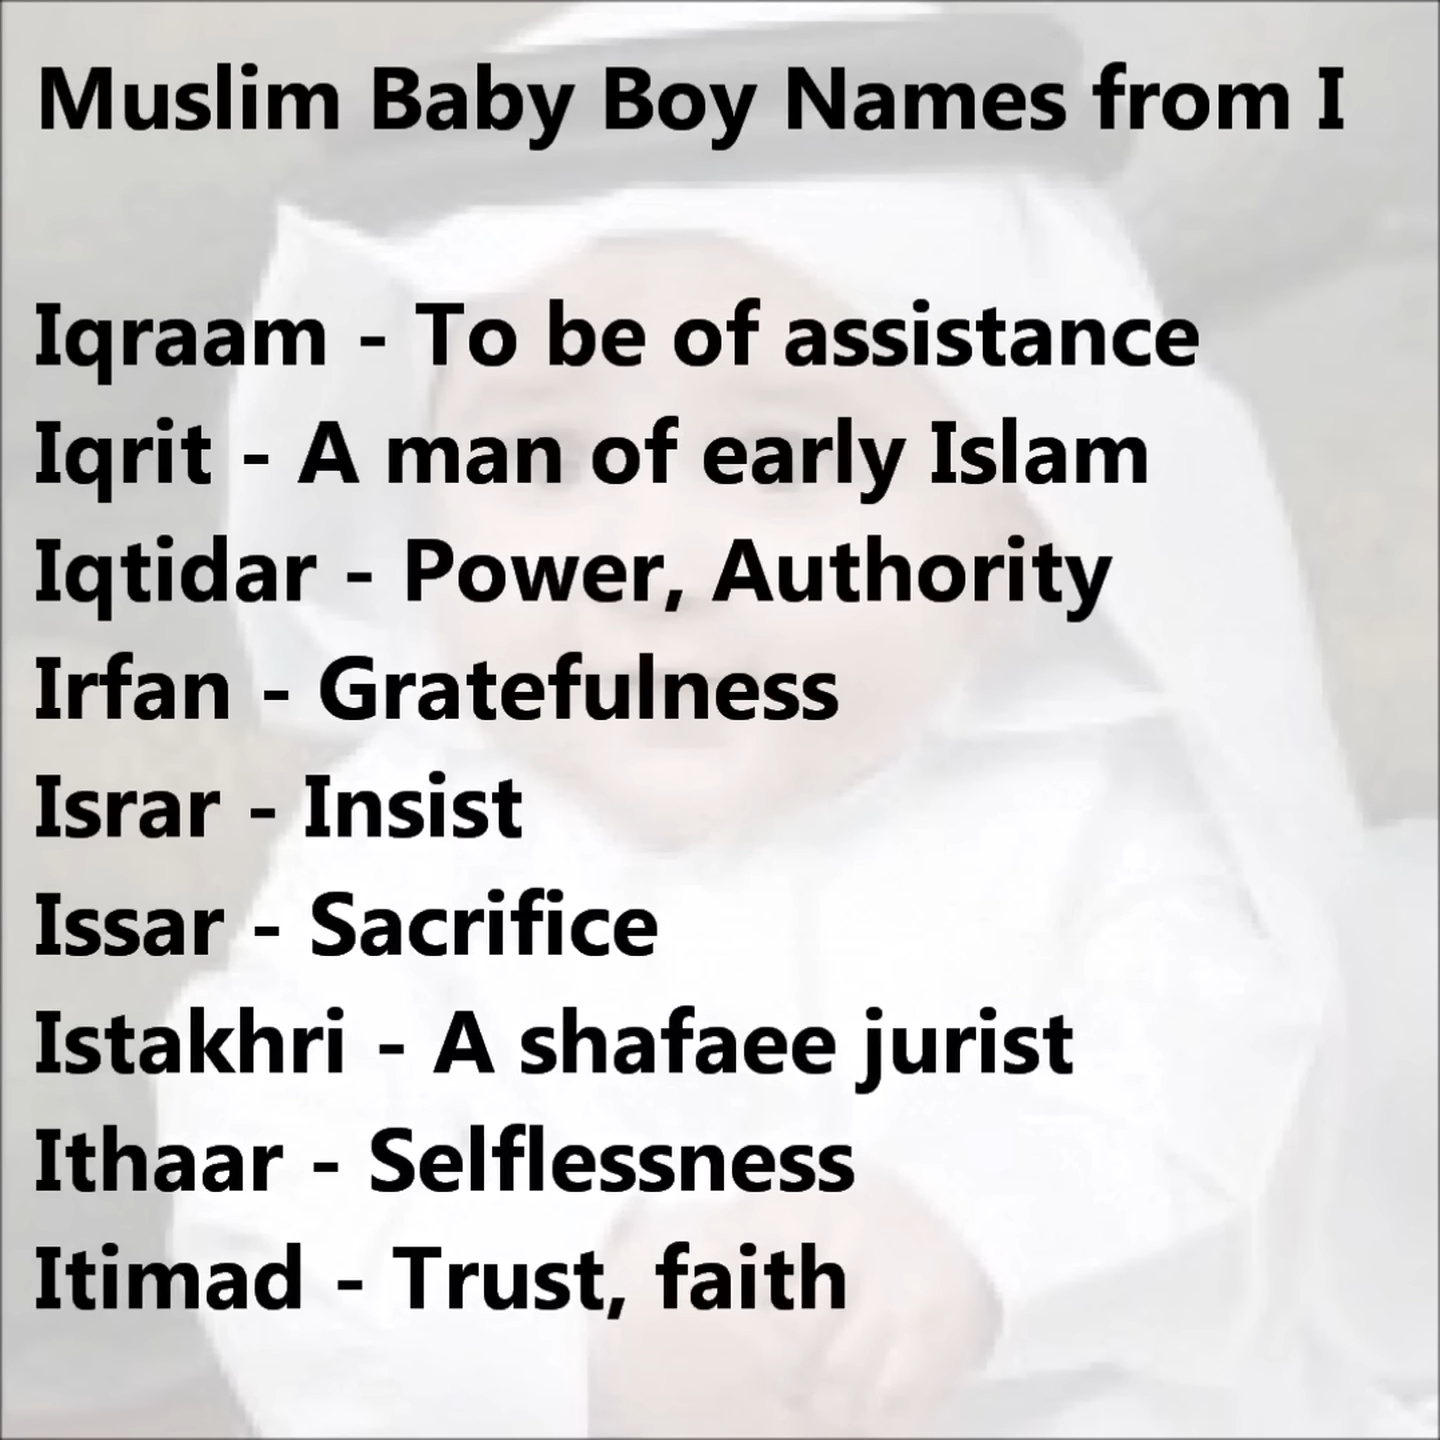 Muslim Baby Boy Names from I
Iqraam - To be of assistance
Iqrit - A man of early Islam
Iqtidar - Power, Authority
Irfan - Gratefulness
Israr - Insist
Issar - Sacrifice
Istakhri - A shafaee jurist
Ithaar - Selflessness
Itimad - Trust, faith